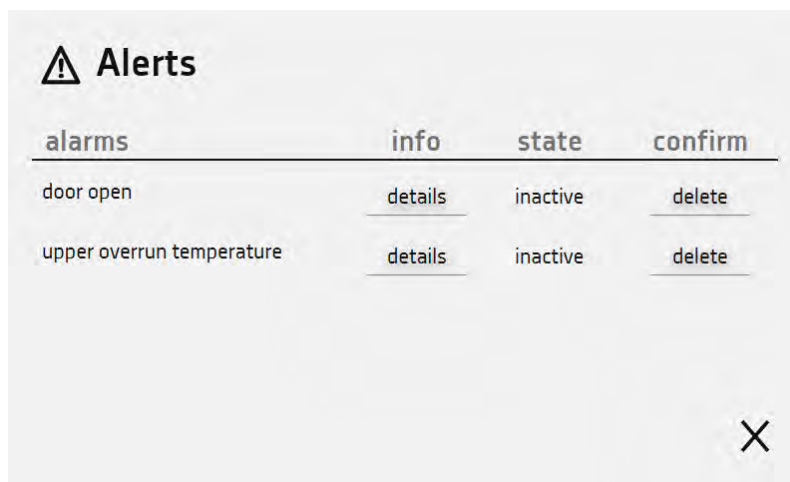 Alerts
alarms info state confirm
door open details inactive delete
upper overrun temperature details inactive delete